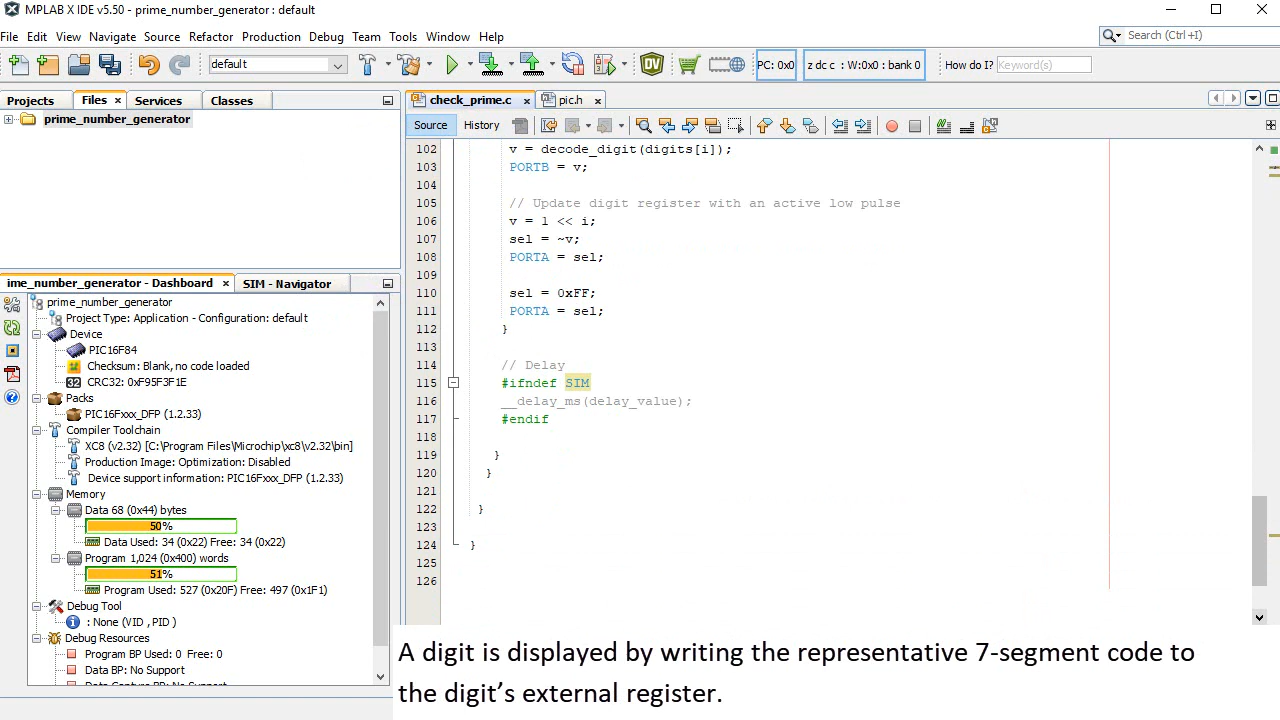 MPLAB X IDE v5.50 - prime_number_generator : default
File Edit View Navigate Source Refactor Production Debug Team Tools Window Help
Search (Ctrl+I)
default
PC: 0x0
z dc c : W:0x0 : bank 0
How do I? Keyword(s)
Projects Files Services Classes
prime_number_generator
check_prime.c pic.h
Source History
ime_number_generator - Dashboard SIM - Navigator
prime_number_generator
Project Type: Application - Configuration: default
Device
PIC16F84
Checksum: Blank, no code loaded
CRC32: 0xF95F3F1E
Packs
PIC16Fxxx_DFP (1.2.33)
Compiler Toolchain
XC8 (v2.32) [C:\Program Files\Microchip\xc8\v2.32\bin]
Production Image: Optimization: Disabled
Device support information: PIC16Fxxx_DFP (1.2.33)
Memory
Data 68 (0x44) bytes
50%
Data Used: 34 (0x22) Free: 34 (0x22)
Program 1,024 (0x400) words
51%
Program Used: 527 (0x20F) Free: 497 (0x1F1)
Debug Tool
: None (VID , PID )
Debug Resources
Program BP Used: 0 Free: 0
Data BP: No Support
Data Capture BP: No Support
102 v = decode_digit(digits[i]);
103 PORTB = v;
104
105 // Update digit register with an active low pulse
106 v = 1 << i;
107 sel = ~v;
108 PORTA = sel;
109
110 sel = 0xFF;
111 PORTA = sel;
112 }
113
114 // Delay
115 #ifndef SIM
116 __delay_ms(delay_value);
117 #endif
118
119 }
120 }
121
122 }
123
124 }
125
126
A digit is displayed by writing the representative 7-segment code to
the digit’s external register.